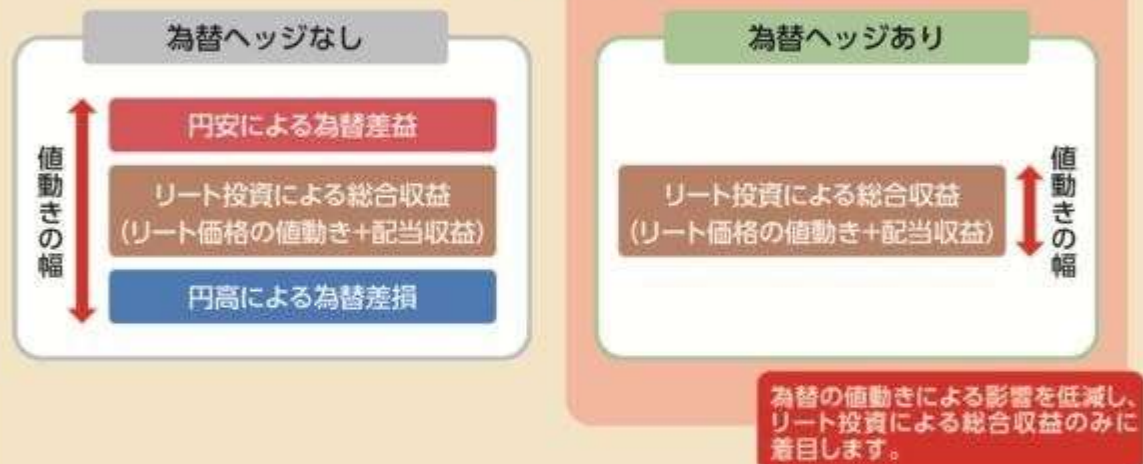 為替ヘッジなし
値動きの幅
円安による為替差益
リート投資による総合収益
(リート価格の値動き+配当収益)
円高による為替差損
為替ヘッジあり
リート投資による総合収益
(リート価格の値動き+配当収益)
値動きの幅
為替の値動きによる影響を低減し、
リート投資による総合収益のみに
着目します。